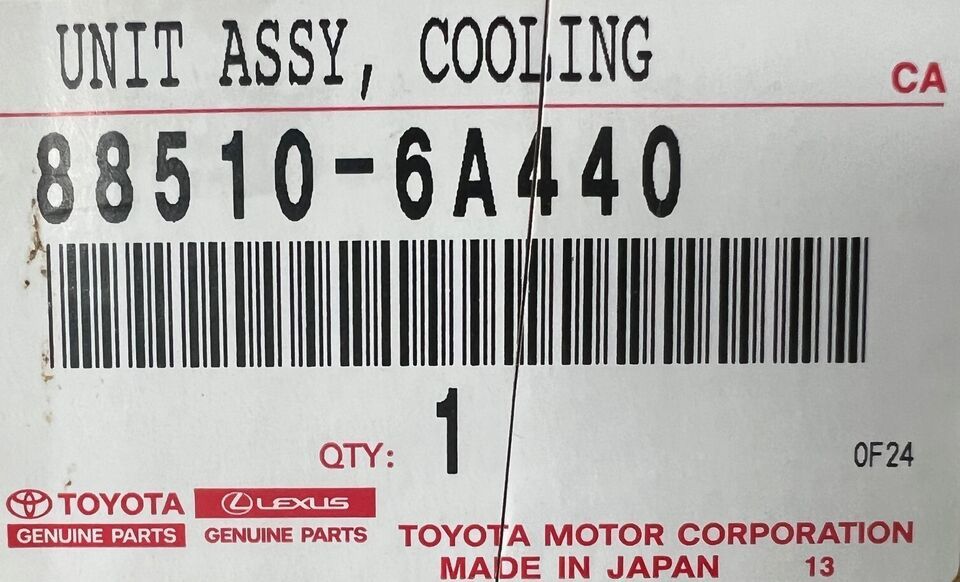 UNIT ASSY, COOLING
CA
88510-6A440
QTY: 1
0F24
TOYOTA
LEXUS
GENUINE PARTS
GENUINE PARTS
TOYOTA MOTOR CORPORATION
MADE IN JAPAN 13